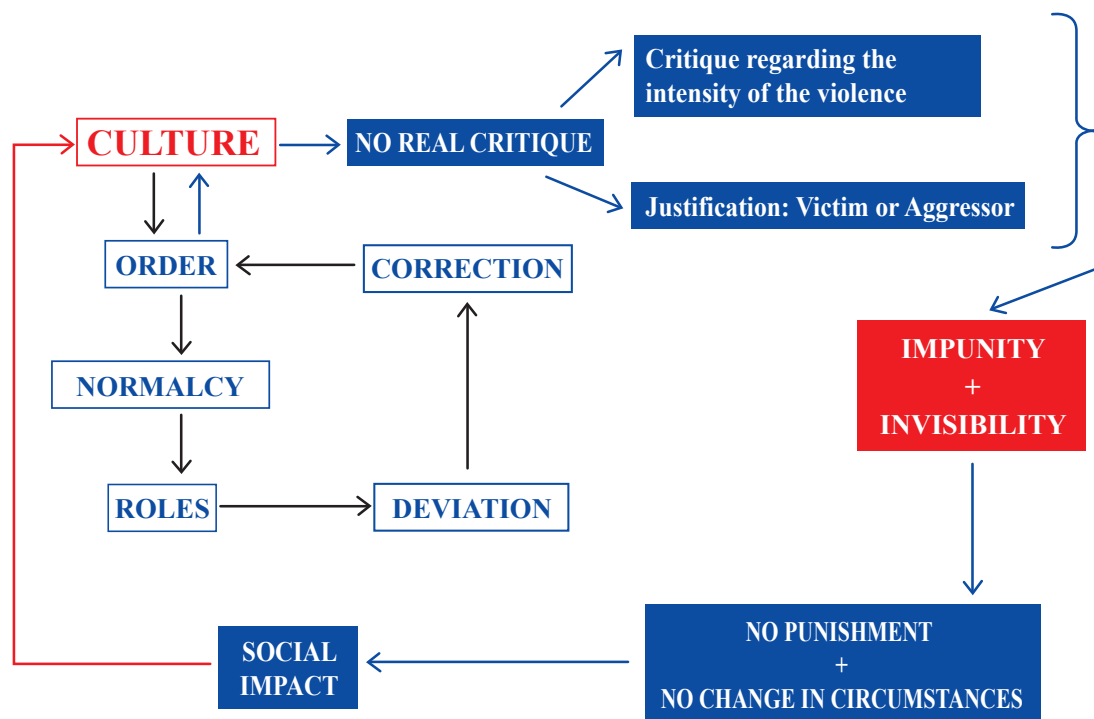 Critique regarding the
intensity of the violence
CULTURE
NO REAL CRITIQUE
Justification: Victim or Aggressor
ORDER
CORRECTION
IMPUNITY
+
INVISIBILITY
NORMALCY
ROLES
DEVIATION
NO PUNISHMENT
+
NO CHANGE IN CIRCUMSTANCES
SOCIAL
IMPACT